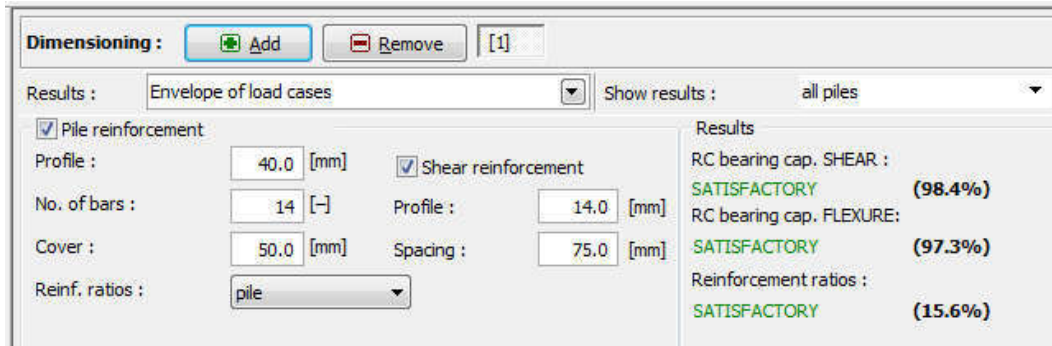 Dimensioning : Add Remove [1]
Results : Envelope of load cases Show results : all piles
Pile reinforcement
Profile : 40.0 [mm]
No. of bars : 14 [–]
Cover : 50.0 [mm]
Reinf. ratios : pile
Shear reinforcement
Profile : 14.0 [mm]
Spacing : 75.0 [mm]
Results
RC bearing cap. SHEAR :
SATISFACTORY (98.4%)
RC bearing cap. FLEXURE:
SATISFACTORY (97.3%)
Reinforcement ratios :
SATISFACTORY (15.6%)